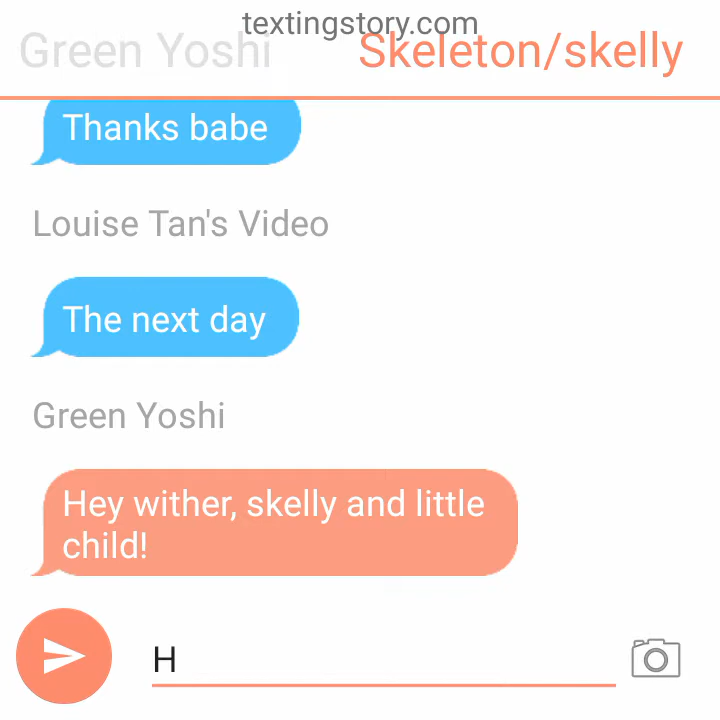 textingstory.com
Green Yoshi Skeleton/skelly
Thanks babe
Louise Tan's Video
The next day
Green Yoshi
Hey wither, skelly and little
child!
H